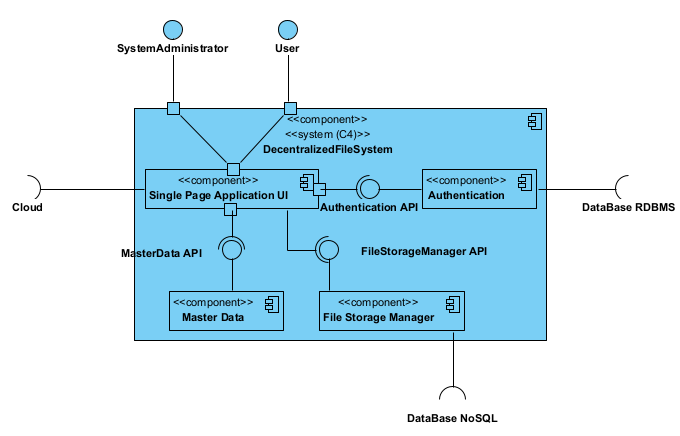 SystemAdministrator
User
<<component>>
<<system (C4)>>
DecentralizedFileSystem
<<component>>
Single Page Application UI
<<component>>
Authentication
Cloud
Authentication API
DataBase RDBMS
MasterData API
FileStorageManager API
<<component>>
Master Data
<<component>>
File Storage Manager
DataBase NoSQL